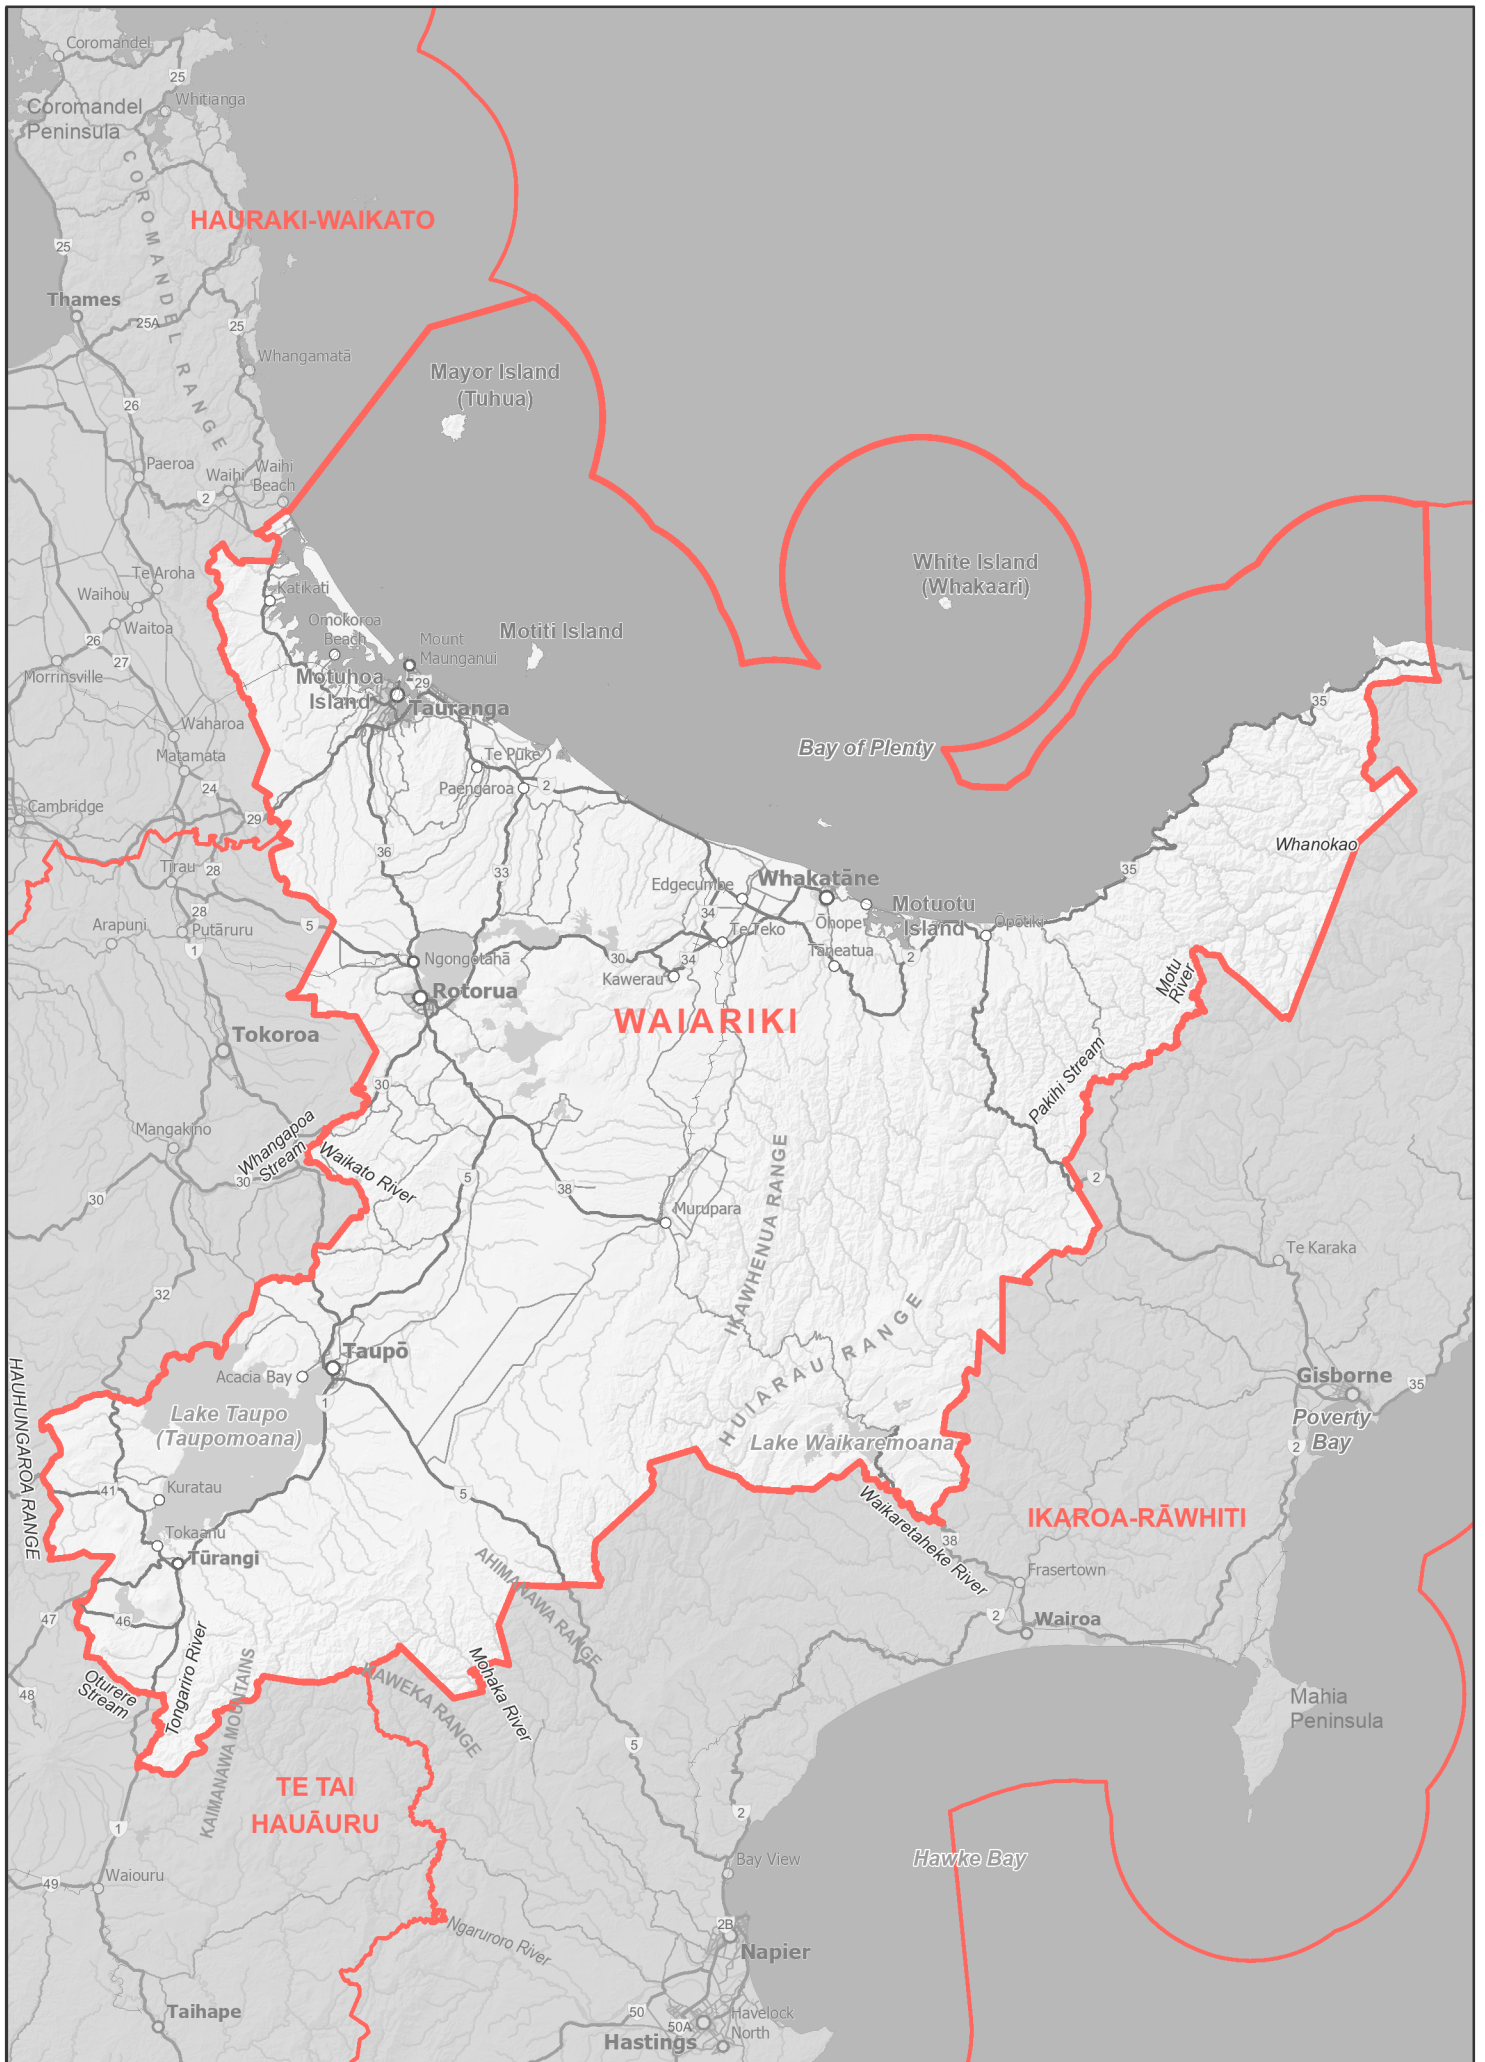 Coromandel
25
Whitianga
Coromandel
Peninsula
COROMANDEL RANGE
HAURAKI-WAIKATO
25
Thames
25A
25
Whangamatā
Mayor Island
(Tuhua)
26
Paeroa
Waihi
Waihi
Beach
2
White Island
(Whakaari)
Te Aroha
Katikati
Waihou
Omokoroa
Beach
Waitoa
Motiti Island
Mount
Maunganui
26
27
Morrinsville
Motuhoa
Island
29
Tauranga
35
Waharoa
Bay of Plenty
Matamata
Te Puke
24
Paengaroa
2
Cambridge
29
Whanokao
36
Tirau
28
33
35
Edgecumbe
Whakatāne
Motuotu
Island
28
34
Ōhope
Ōpōtiki
Arapuni
Putāruru
5
Te Teko
Tāneatua
1
Ngongotahā
30
34
2
Kawerau
Motu
River
Rotorua
WAIARIKI
Tokoroa
Pakihi Stream
30
Mangakino
Whangapoa
Stream
Waikato River
IKAWHENUA RANGE
30
30
5
38
2
Murupara
Te Karaka
32
HUIARAU RANGE
Taupō
HAUHUNGAROA RANGE
Acacia Bay
Gisborne
35
1
Lake Taupo
(Taupomoana)
Poverty
Bay
Lake Waikaremoana
2
Kuratau
41
5
Waikaretaheke River
IKAROA-RĀWHITI
Tokaanu
38
Tūrangi
AHIMANAWA RANGE
Frasertown
47
46
2
Wairoa
Tongariro River
Mohaka River
Oturere
Stream
48
KAWEKA RANGE
Mahia
Peninsula
KAIMANAWA MOUNTAINS
5
TE TAI
HAUĀURU
2
1
Bay View
Hawke Bay
Waiouru
49
2B
Ngaruroro River
Napier
Taihape
50
50A
Havelock
North
Hastings